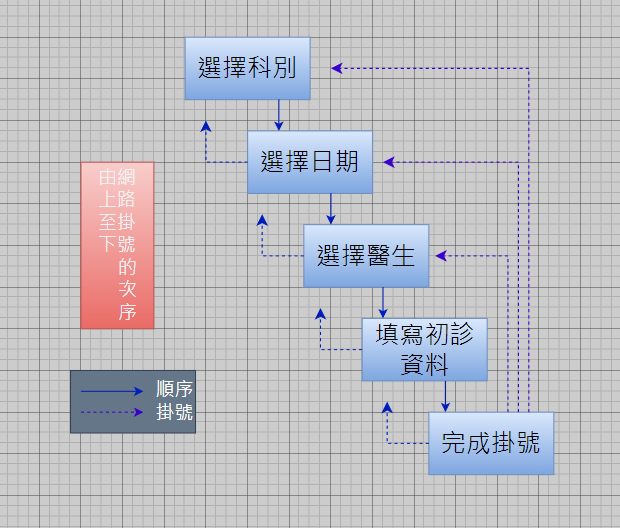 選擇科別
選擇日期
選擇醫生
填寫初診
資料
完成掛號
網路掛號的次序
由上至下
順序
掛號